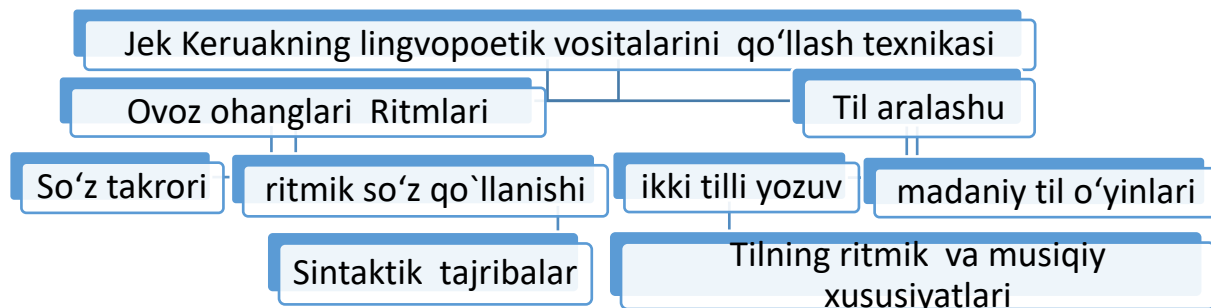 Jek Keruakning lingvopoetik vositalarini qo‘llash texnikasi
Ovoz ohanglari Ritmlari
Til aralashu
So‘z takrori
ritmik so‘z qo`llanishi
ikki tilli yozuv
madaniy til o‘yinlari
Sintaktik tajribalar
Tilning ritmik va musiqiy
xususiyatlari